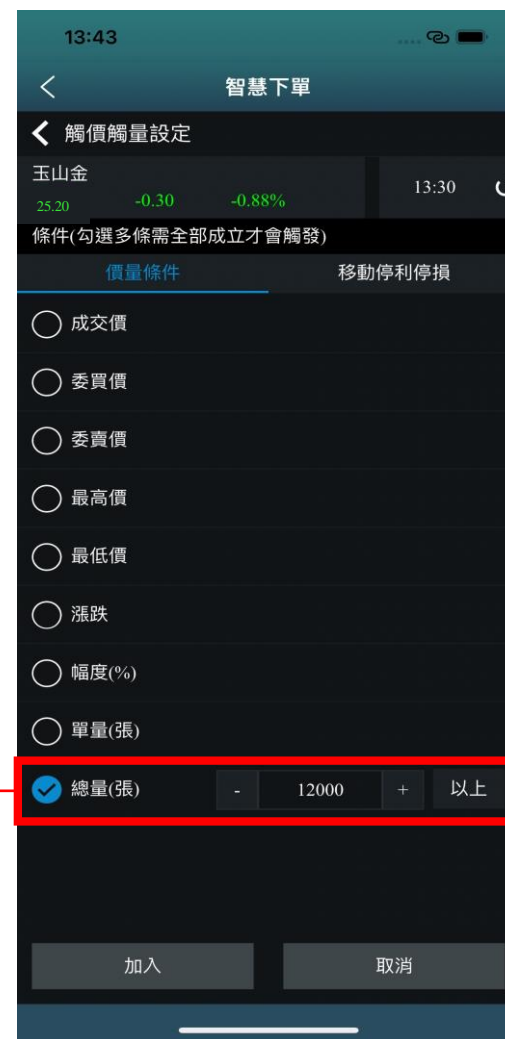 13:43
智慧下單
觸價觸量設定
玉山金
25.20 -0.30 -0.88% 13:30
條件(勾選多條需全部成立才會觸發)
價量條件 移動停利停損
成交價
委買價
委賣價
最高價
最低價
漲跌
幅度(%)
單量(張)
總量(張) - 12000 + 以上
加入 取消